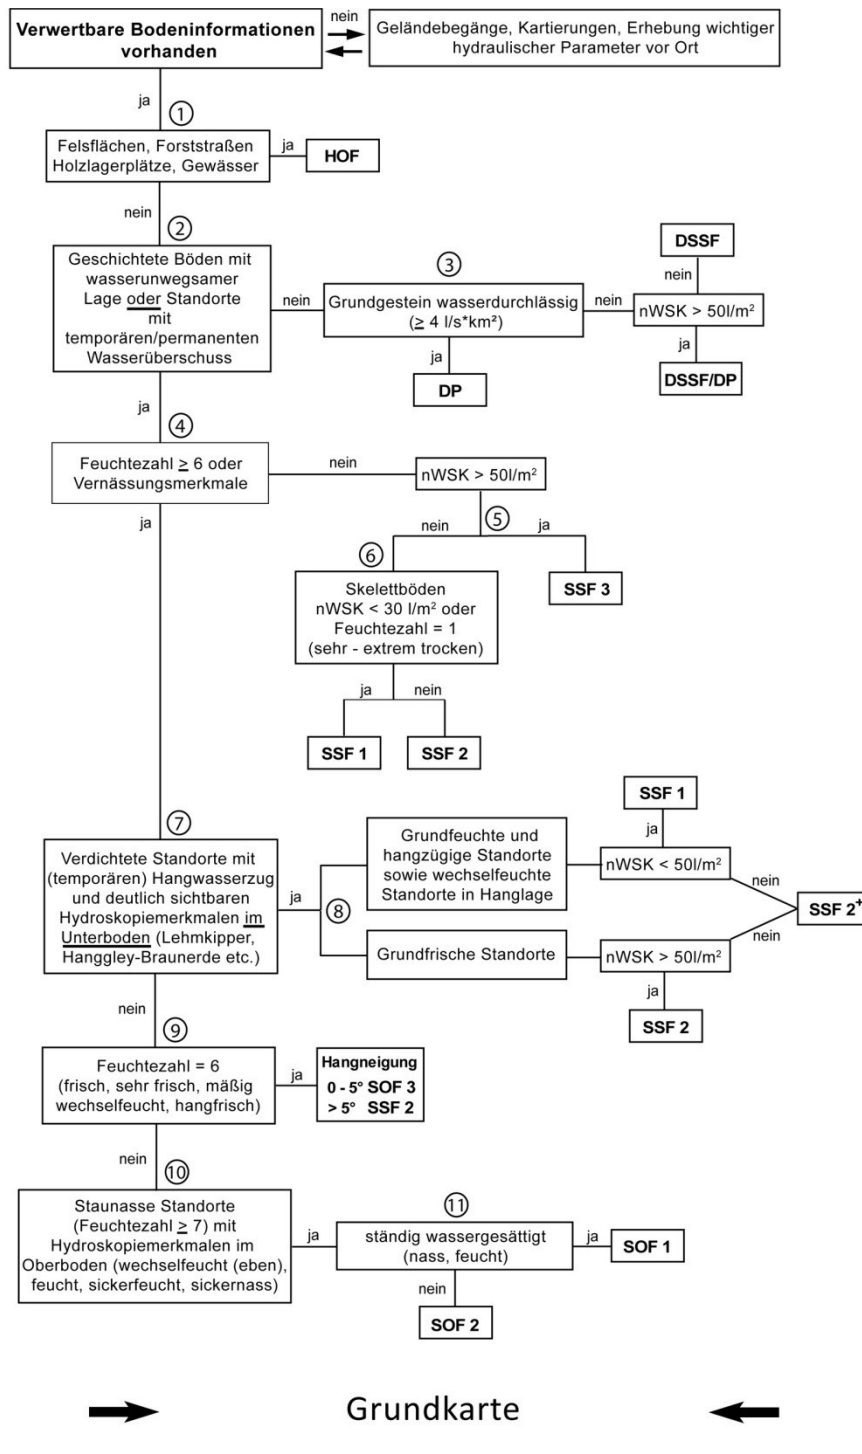 Verwertbare Bodeninformationen
vorhanden
nein
Geländebegänge, Kartierungen, Erhebung wichtiger
hydraulischer Parameter vor Ort
ja
1
Felsflächen, Forststraßen
Holzlagerplätze, Gewässer
ja
HOF
nein
2
Geschichtete Böden mit
wasserunwegsamer
Lage oder Standorte
mit
temporären/permanenten
Wasserüberschuss
nein
3
Grundgestein wasserdurchlässig
(≥ 4 l/s*km²)
nein
DSSF
nein
nWSK > 50l/m²
ja
DSSF/DP
ja
DP
ja
4
Feuchtezahl ≥ 6 oder
Vernässungsmerkmale
nein
nWSK > 50l/m²
ja
5
nein
ja
6
SSF 3
Skelettböden
nWSK < 30 l/m² oder
Feuchtezahl = 1
(sehr - extrem trocken)
ja
nein
SSF 1
SSF 2
7
Verdichtete Standorte mit
(temporären) Hangwasserzug
und deutlich sichtbaren
Hydroskopiemerkmalen im
Unterboden (Lehmkipper,
Hanggley-Braunerde etc.)
ja
8
Grundfeuchte und
hangzügige Standorte
sowie wechselfeuchte
Standorte in Hanglage
SSF 1
ja
nWSK < 50l/m²
nein
SSF 2+
nein
Grundfrische Standorte
nWSK > 50l/m²
ja
SSF 2
nein
9
Feuchtezahl = 6
(frisch, sehr frisch, mäßig
wechselfeucht, hangfrisch)
ja
Hangneigung
0 - 5° SOF 3
> 5° SSF 2
nein
10
Staunasse Standorte
(Feuchtezahl ≥ 7) mit
Hydroskopiemerkmalen im
Oberboden (wechselfeucht (eben),
feucht, sickerfeucht, sickernass)
ja
11
ständig wassergesättigt
(nass, feucht)
ja
SOF 1
nein
SOF 2
Grundkarte